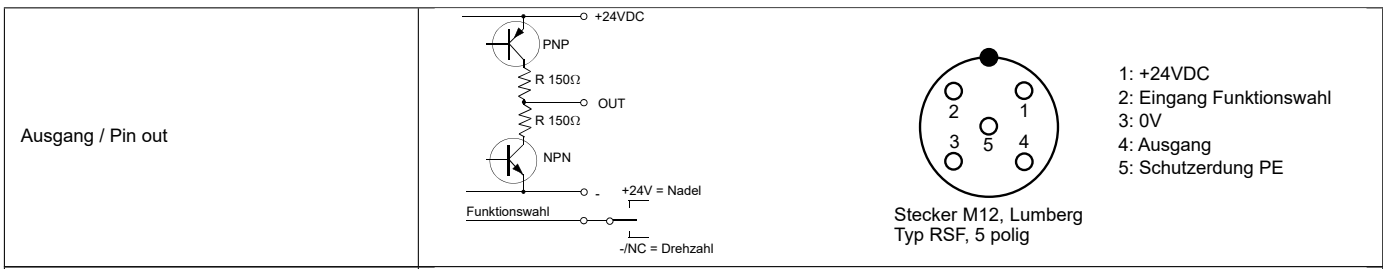 Ausgang / Pin out
+24VDC
PNP
R 150Ω
OUT
R 150Ω
NPN
-
+24V = Nadel
Funktionswahl
-/NC = Drehzahl
2
1
5
3
4
Stecker M12, Lumberg
Typ RSF, 5 polig
1: +24VDC
2: Eingang Funktionswahl
3: 0V
4: Ausgang
5: Schutzerdung PE